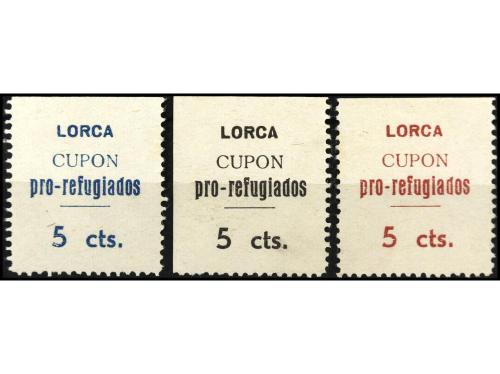 LORCA
CUPON
pro-refugiados
5 cts.
LORCA
CUPON
pro-refugiados
5 cts.
LORCA
CUPON
pro-refugiados
5 cts.